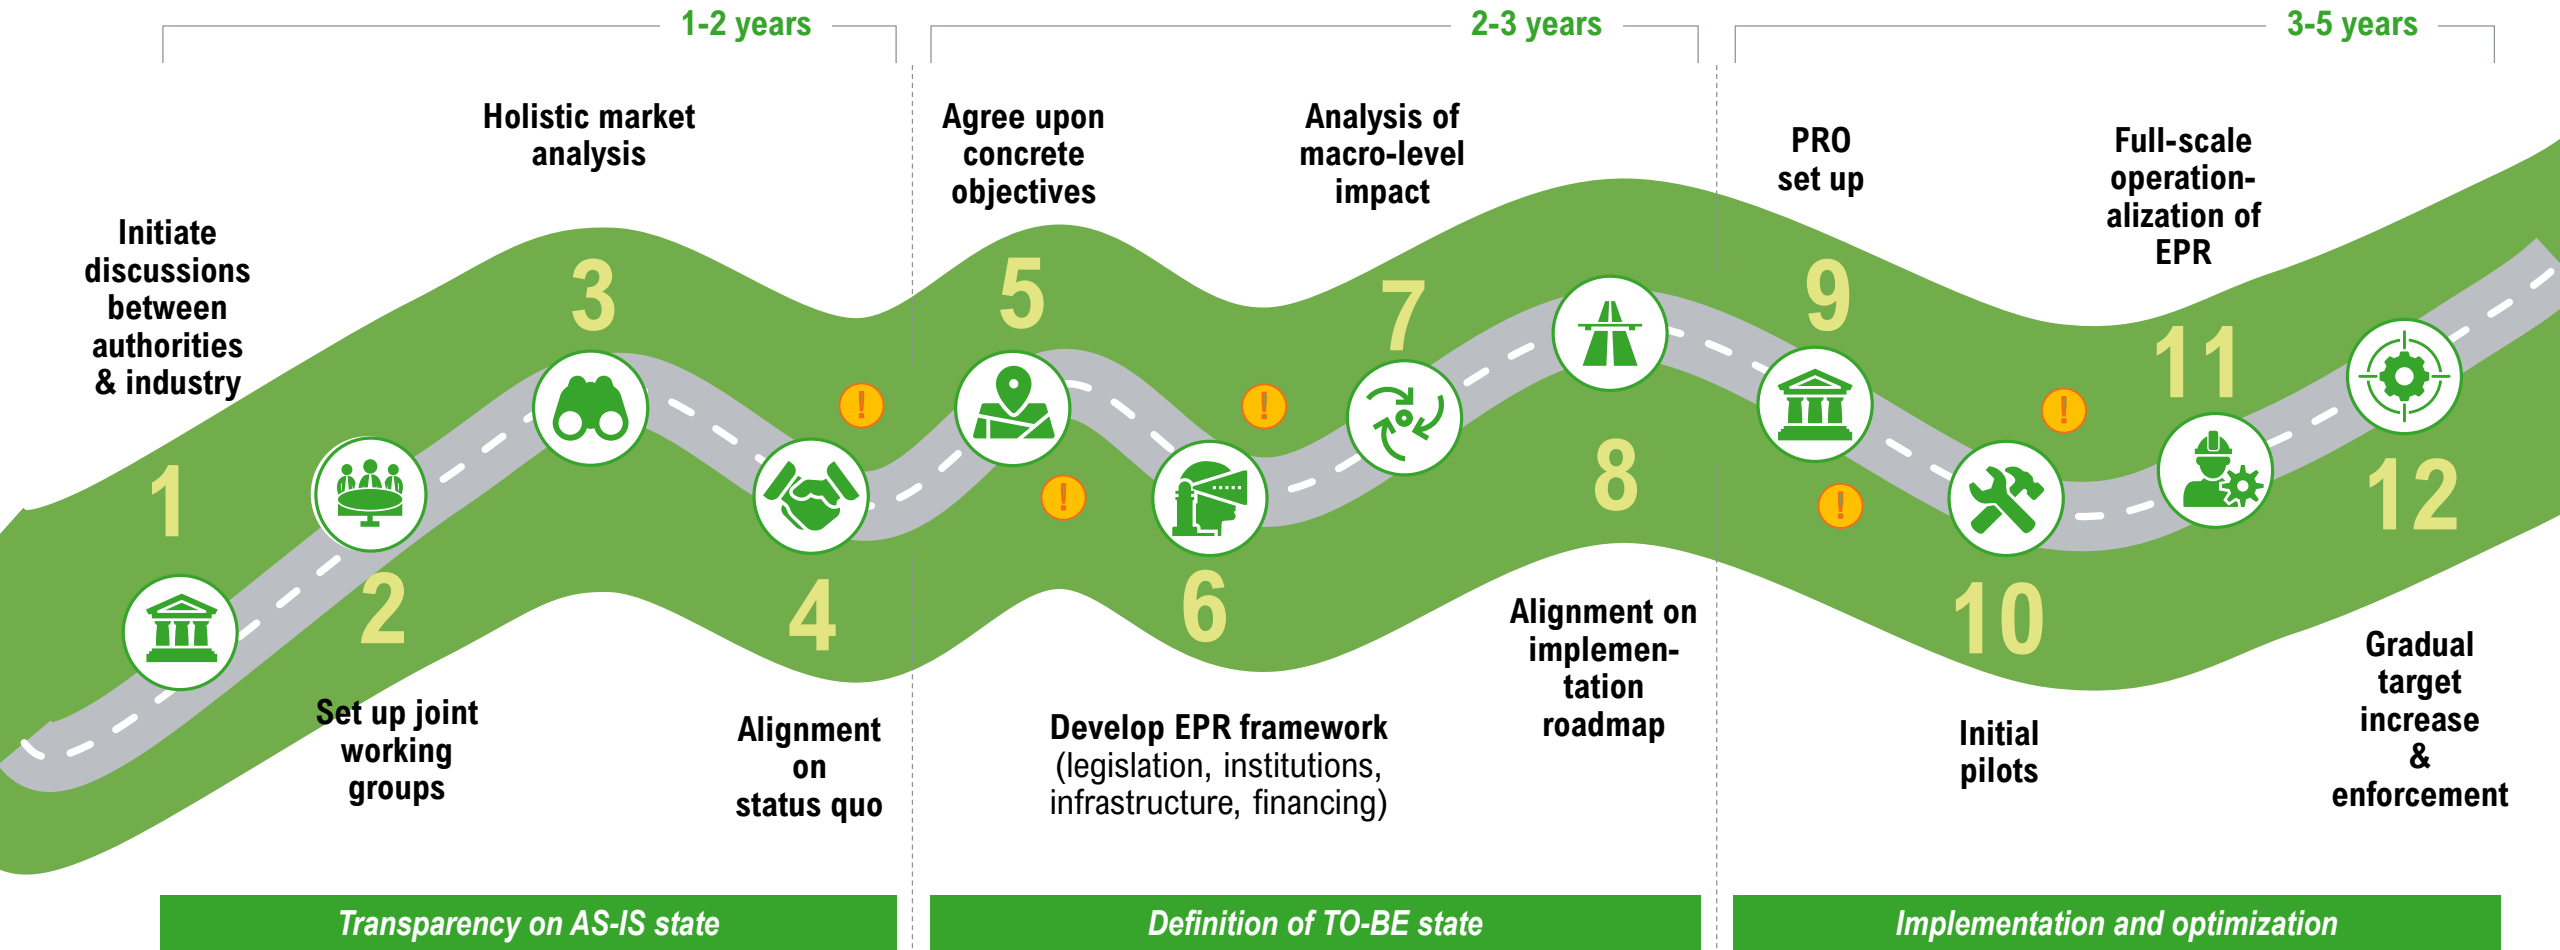 1-2 years
2-3 years
3-5 years
Initiate
discussions
between
authorities
& industry
1
2
Set up joint
working
groups
Holistic market
analysis
3
4
Alignment
on
status quo
Agree upon
concrete
objectives
5
6
Develop EPR framework
(legislation, institutions,
infrastructure, financing)
Analysis of
macro-level
impact
7
8
Alignment on
implemen-
tation
roadmap
PRO
set up
9
10
Initial
pilots
Full-scale
operation-
alization of
EPR
11
12
Gradual
target
increase
&
enforcement
!
!
!
!
!
Transparency on AS-IS state
Definition of TO-BE state
Implementation and optimization